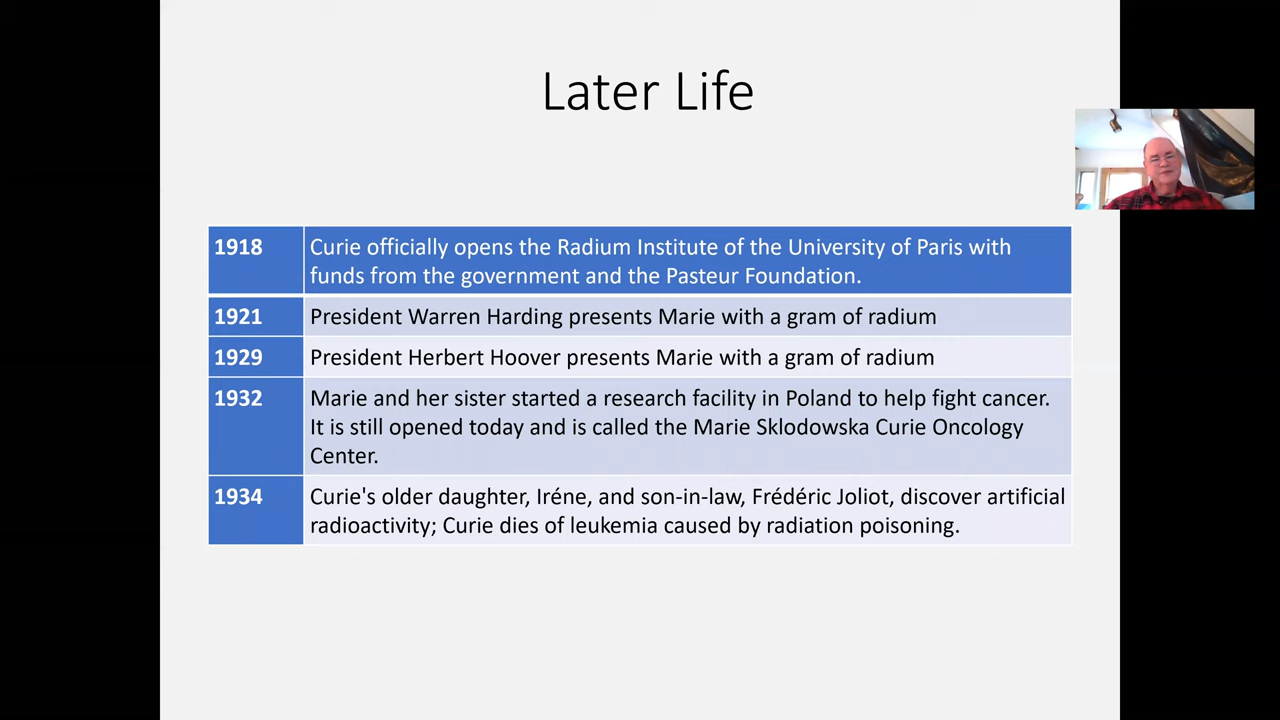 Later Life
1918
Curie officially opens the Radium Institute of the University of Paris with
funds from the government and the Pasteur Foundation.
1921
President Warren Harding presents Marie with a gram of radium
1929
President Herbert Hoover presents Marie with a gram of radium
1932
Marie and her sister started a research facility in Poland to help fight cancer.
It is still opened today and is called the Marie Sklodowska Curie Oncology
Center.
1934
Curie's older daughter, Iréne, and son-in-law, Frédéric Joliot, discover artificial
radioactivity; Curie dies of leukemia caused by radiation poisoning.